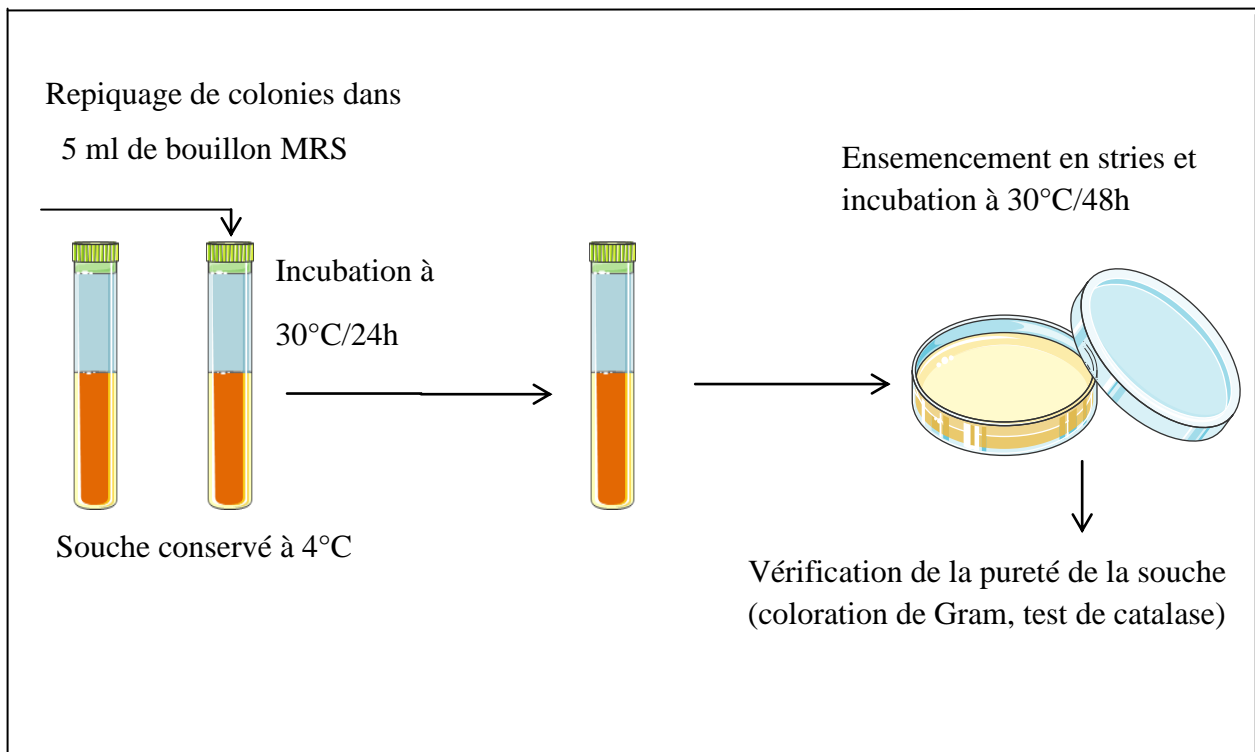 Repiquage de colonies dans
5 ml de bouillon MRS
Incubation à
30°C/24h
Souche conservé à 4°C
Ensemencement en stries et
incubation à 30°C/48h
Vérification de la pureté de la souche
(coloration de Gram, test de catalase)